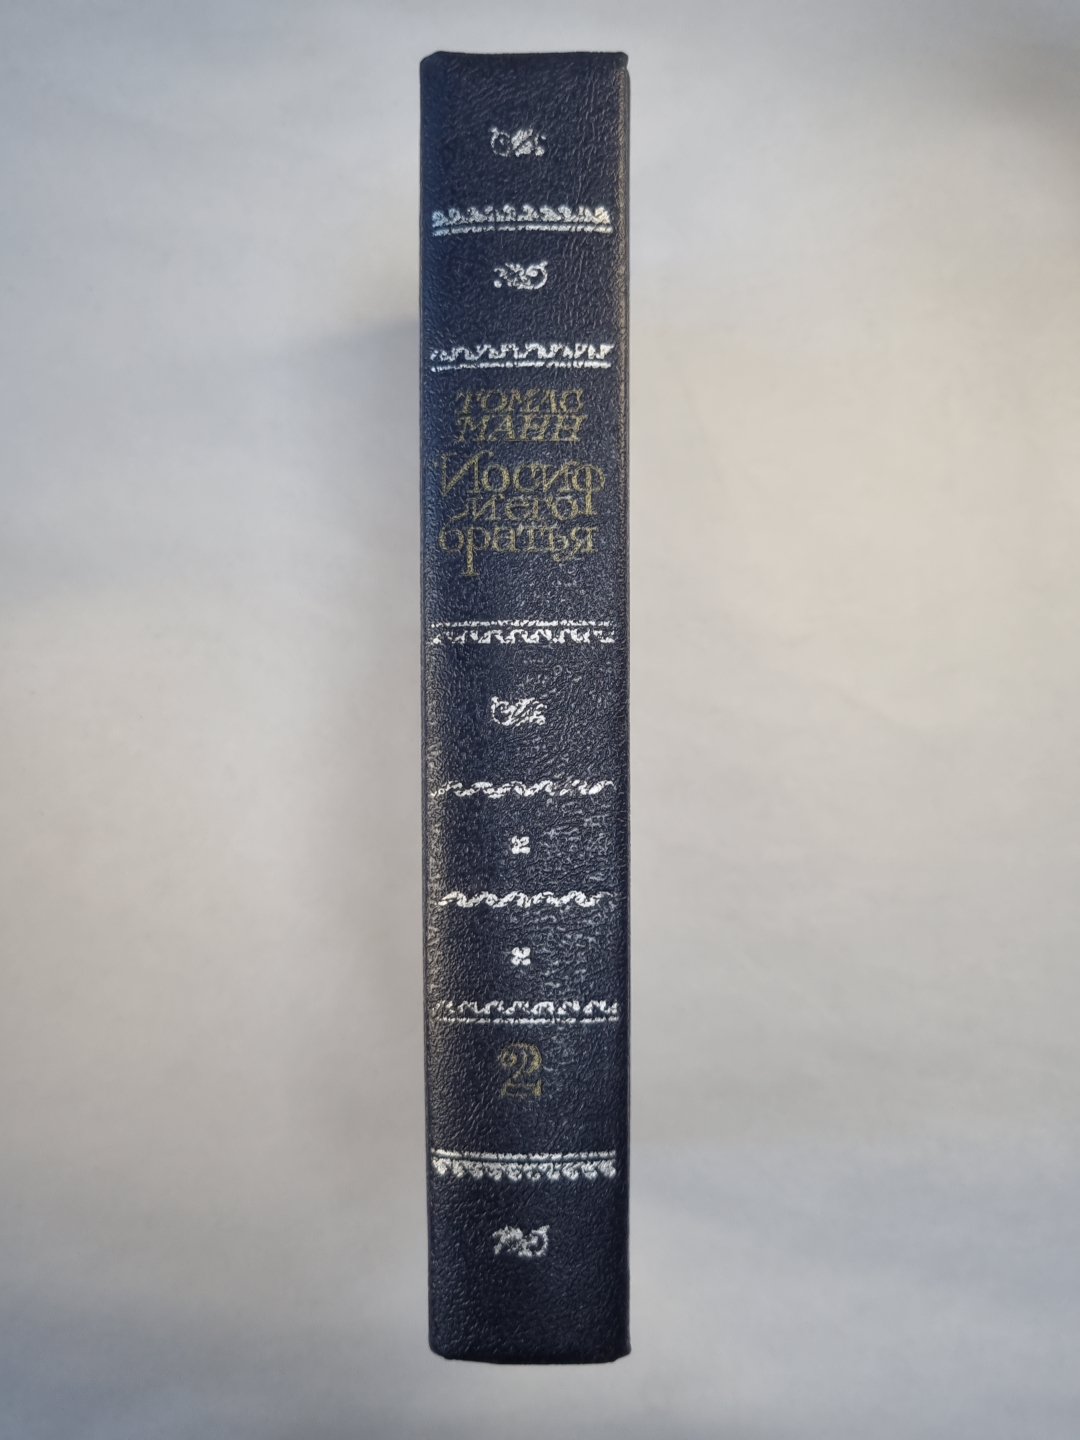 ТОМАС
МАНН
Иосиф
и его
братья
2